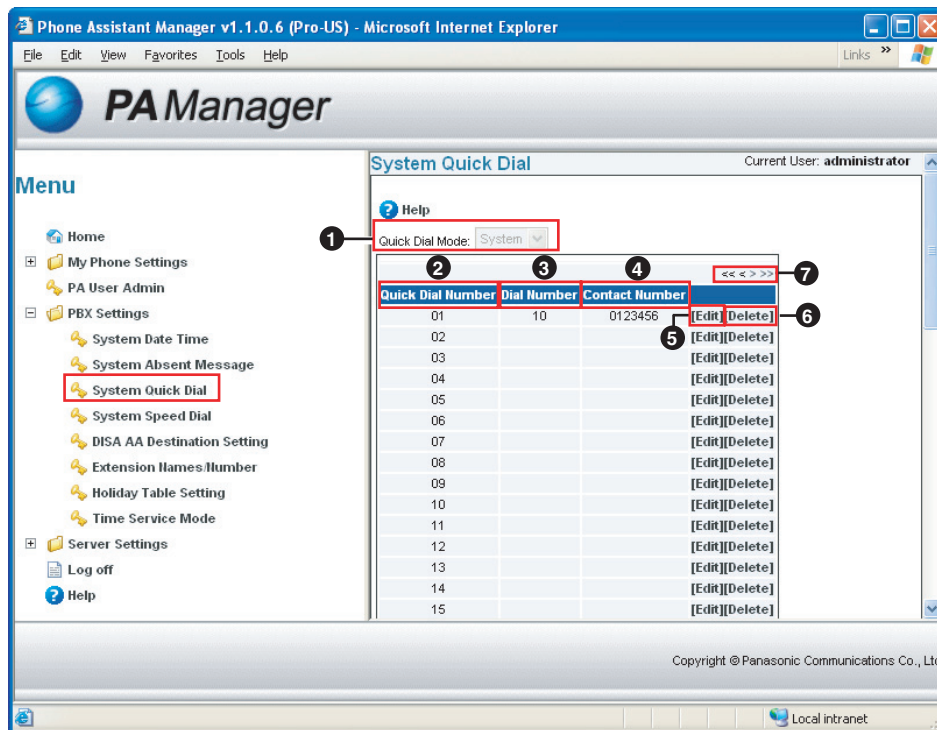 Phone Assistant Manager v1.1.0.6 (Pro-US) - Microsoft Internet Explorer
File Edit View Favorites Tools Help Links »
PA Manager
Menu
Home
My Phone Settings
PA User Admin
PBX Settings
System Date Time
System Absent Message
System Quick Dial
System Speed Dial
DISA AA Destination Setting
Extension Names/Number
Holiday Table Setting
Time Service Mode
Server Settings
Log off
Help
System Quick Dial Current User: administrator
Help
1 Quick Dial Mode: System
2 3 4 << < > >> 7
Quick Dial Number Dial Number Contact Number
01 10 0123456 [Edit][Delete] 6
5
02 [Edit][Delete]
03 [Edit][Delete]
04 [Edit][Delete]
05 [Edit][Delete]
06 [Edit][Delete]
07 [Edit][Delete]
08 [Edit][Delete]
09 [Edit][Delete]
10 [Edit][Delete]
11 [Edit][Delete]
12 [Edit][Delete]
13 [Edit][Delete]
14 [Edit][Delete]
15 [Edit][Delete]
Copyright © Panasonic Communications Co., Ltd
Local intranet